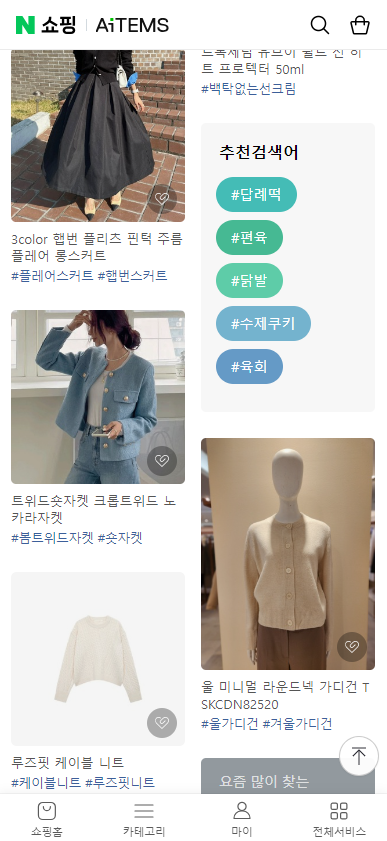 N 쇼핑 AiTEMS
3color 햅번 플리츠 핀턱 주름
플레어 롱스커트
#플레어스커트 #햅번스커트
트위드숏자켓 크롭트위드 노
카라자켓
#봄트위드자켓 #숏자켓
루즈핏 케이블 니트
#케이블니트 #루즈핏니트
트 프로텍터 50ml
#백탁없는선크림
추천검색어
#답례떡
#편육
#닭발
#수제쿠키
#육회
울 미니멀 라운드넥 가디건 T
SKCDN82520
#울가디건 #겨울가디건
요즘 많이 찾는
쇼핑홈
카테고리
마이
전체서비스